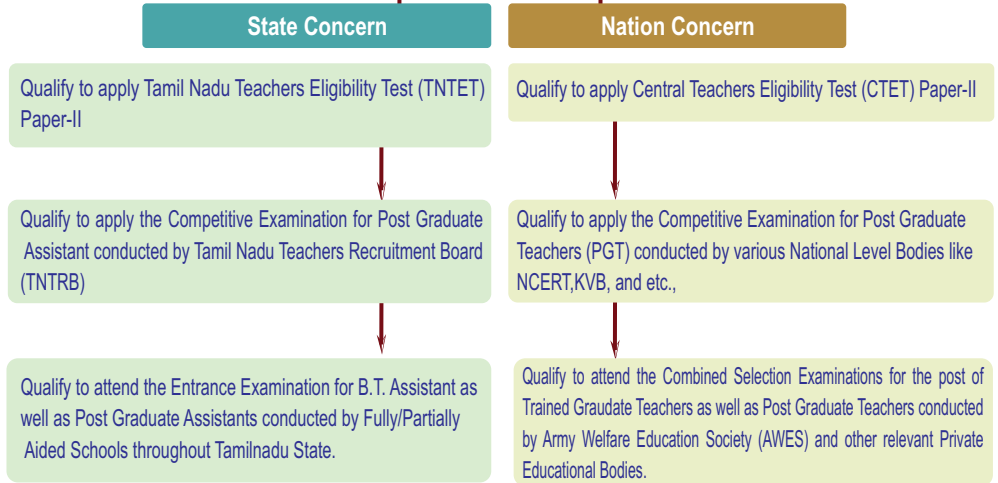 State Concern
Qualify to apply Tamil Nadu Teachers Eligibility Test (TNTET)
Paper-II
Qualify to apply the Competitive Examination for Post Graduate
Assistant conducted by Tamil Nadu Teachers Recruitment Board
(TNTRB)
Qualify to attend the Entrance Examination for B.T. Assistant as
well as Post Graduate Assistants conducted by Fully/Partially
Aided Schools throughout Tamilnadu State.
Nation Concern
Qualify to apply Central Teachers Eligibility Test (CTET) Paper-II
Qualify to apply the Competitive Examination for Post Graduate
Teachers (PGT) conducted by various National Level Bodies like
NCERT,KVB, and etc.,
Qualify to attend the Combined Selection Examinations for the post of
Trained Graudate Teachers as well as Post Graduate Teachers conducted
by Army Welfare Education Society (AWES) and other relevant Private
Educational Bodies.